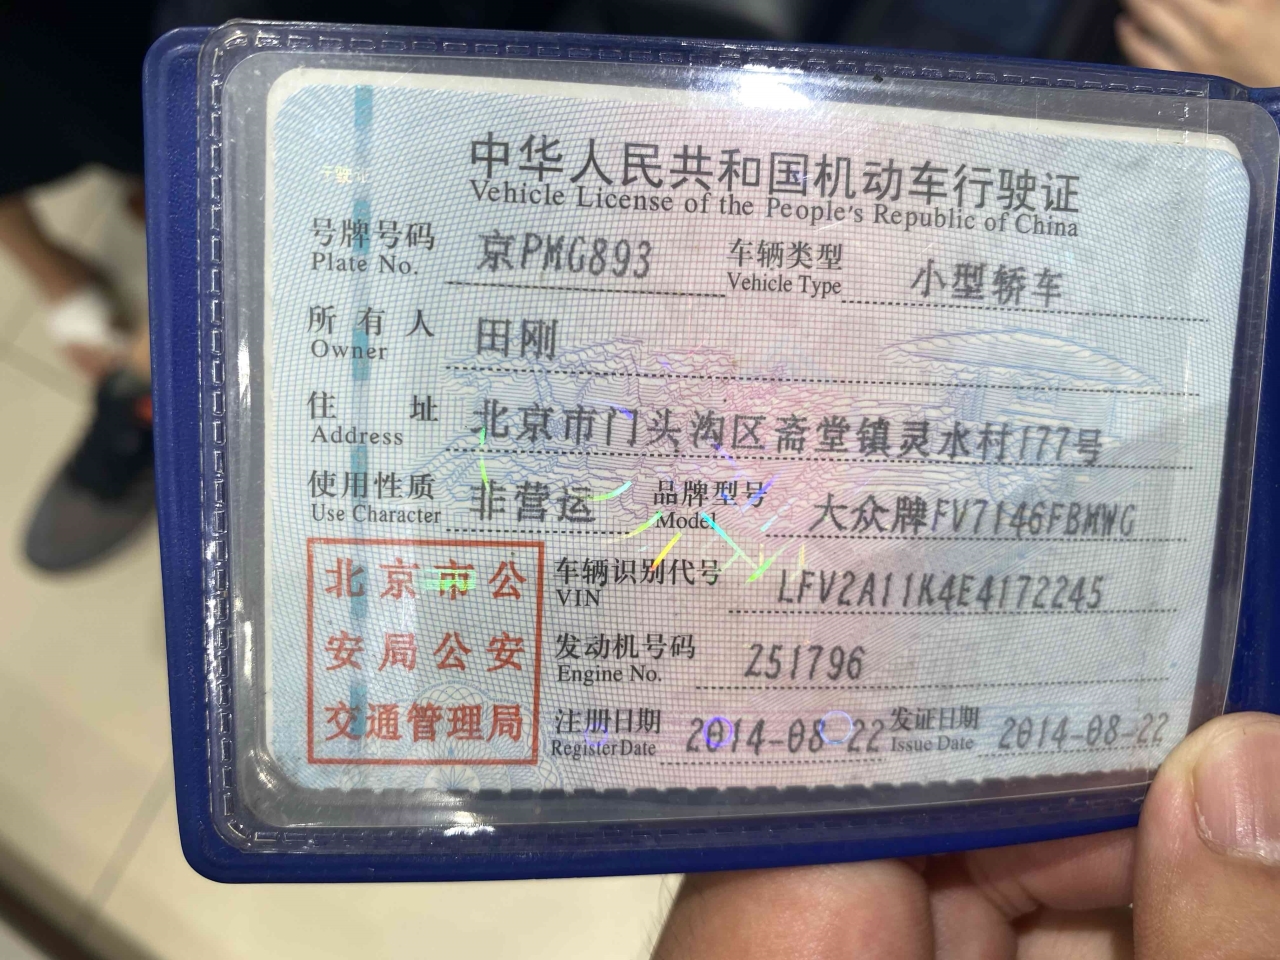 中华人民共和国机动车行驶证
Vehicle License of the People's Republic of China
号牌号码 京PMG893 车辆类型 小型轿车
Plate No. Vehicle Type
所有人 田刚
Owner
住址 北京市门头沟区斋堂镇灵水村177号
Address
使用性质 非营运 品牌型号 大众牌FV7146FBMWG
Use Character Model
北京市公
安局公安
交通管理局
车辆识别代号 LFV2A11K4E4172245
VIN
发动机号码 Z51796
Engine No.
注册日期 2014-08-22 发证日期 2014-08-22
Register Date Issue Date